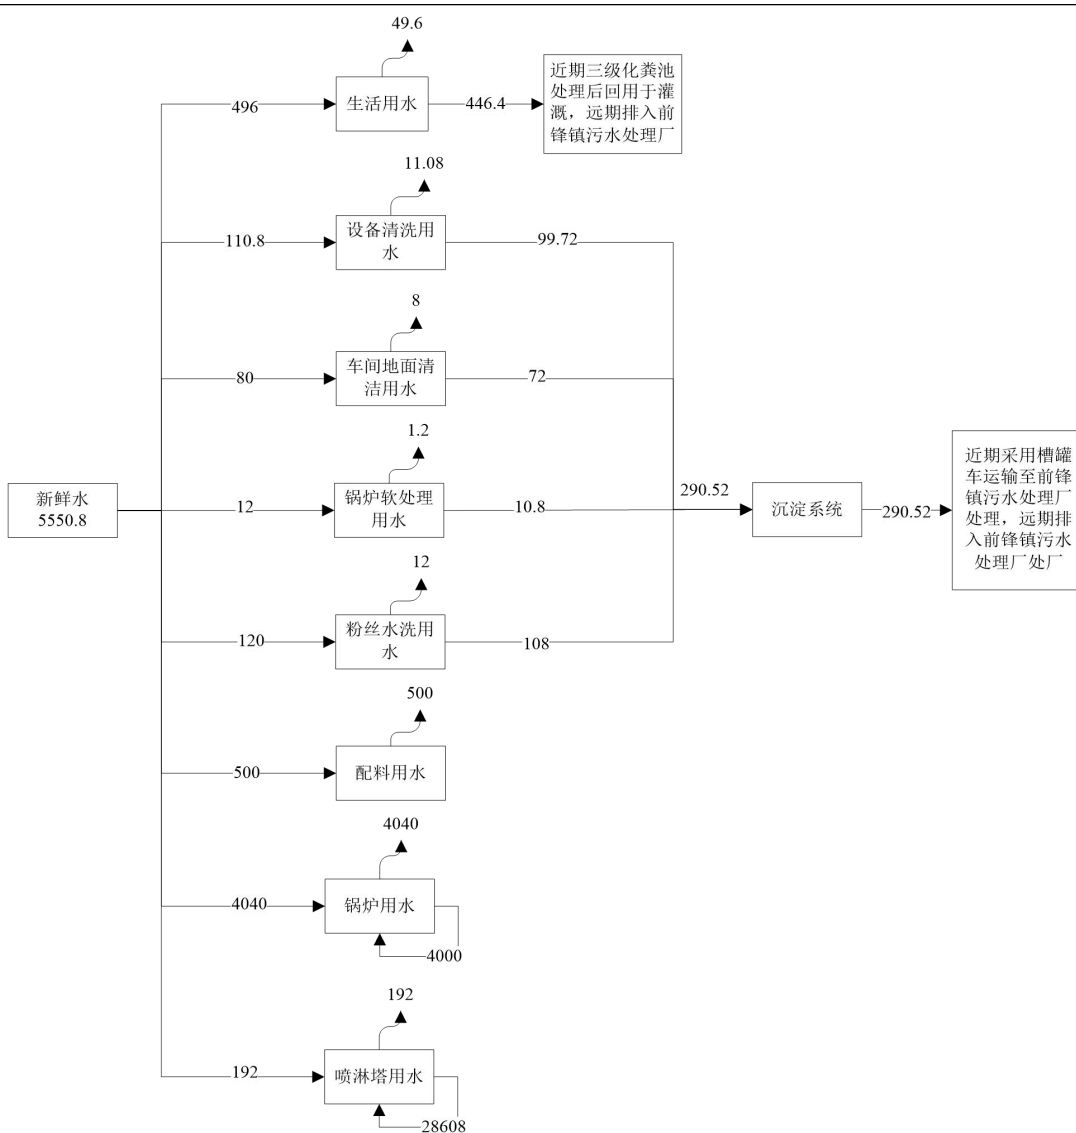 49.6
496
生活用水
446.4
近期三级化粪池
处理后回用于灌
溉，远期排入前
锋镇污水处理厂
11.08
110.8
设备清洗用
水
99.72
8
80
车间地面清
洁用水
72
1.2
新鲜水
5550.8
12
锅炉软处理
用水
10.8
290.52
沉淀系统
290.52
近期采用槽罐
车运输至前锋
镇污水处理厂
处理，远期排
入前锋镇污水
处理厂处厂
12
120
粉丝水洗用
水
108
500
500
配料用水
4040
4040
锅炉用水
4000
192
192
喷淋塔用水
28608